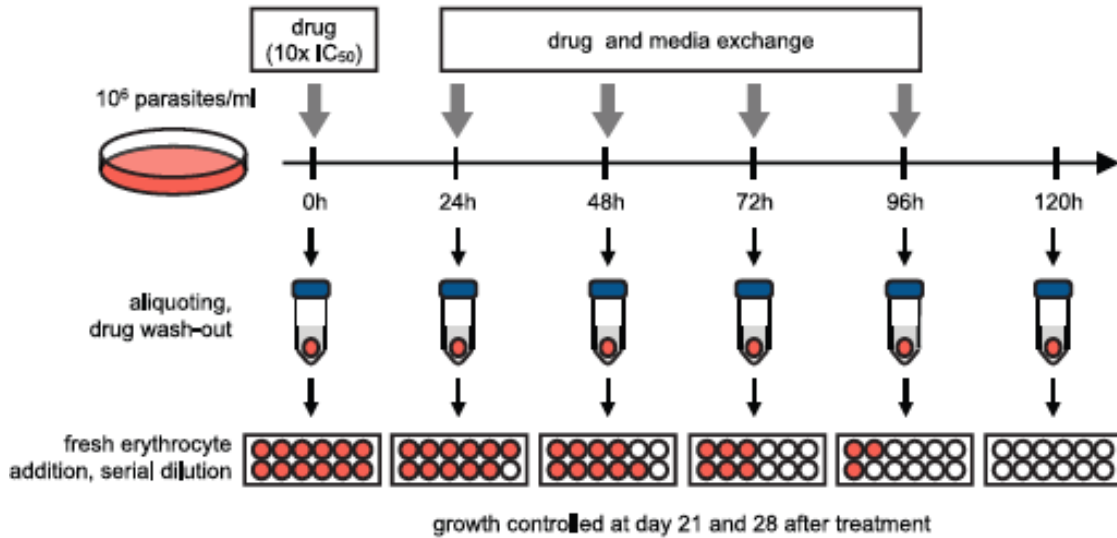 drug
(10x IC₅₀)
drug and media exchange
10⁶ parasites/ml
0h
24h
48h
72h
96h
120h
aliquoting,
drug wash-out
fresh erythrocyte
addition, serial dilution
growth controlled at day 21 and 28 after treatment